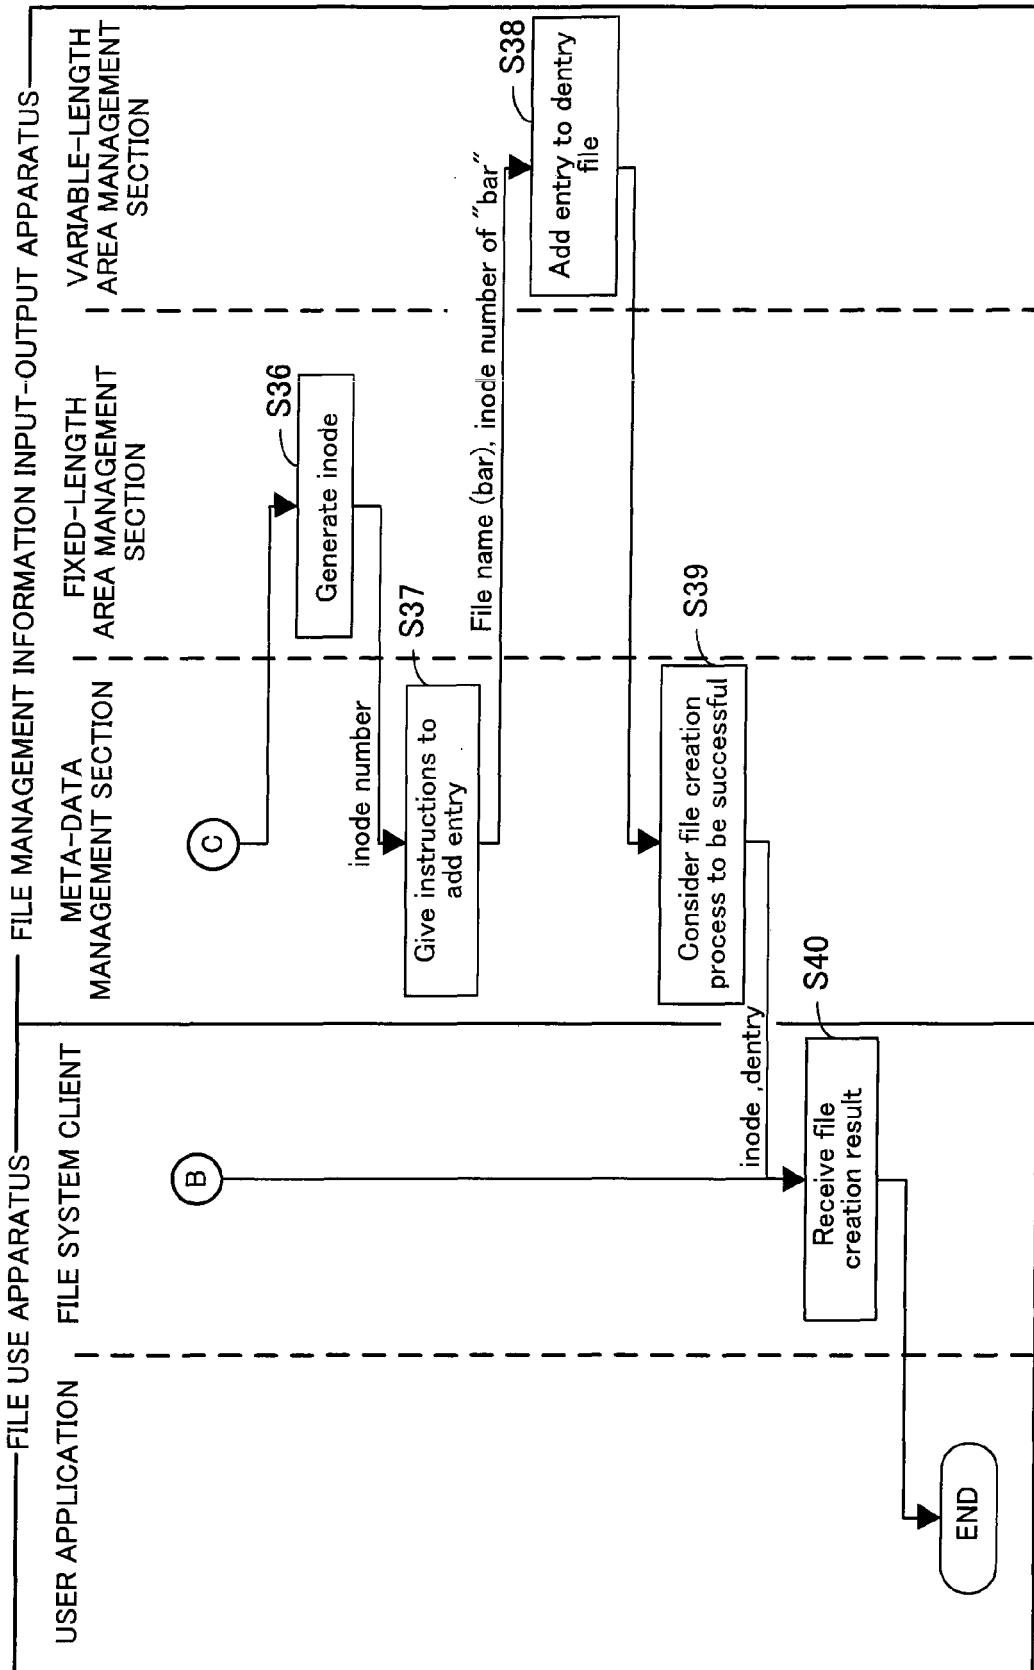 FILE USE APPARATUS
FILE MANAGEMENT INFORMATION INPUT-OUTPUT APPARATUS
USER APPLICATION
FILE SYSTEM CLIENT
META-DATA
MANAGEMENT SECTION
FIXED-LENGTH
AREA MANAGEMENT
SECTION
VARIABLE-LENGTH
AREA MANAGEMENT
SECTION
B
C
S36
Generate inode
inode number
S37
Give instructions to
add entry
File name (bar), inode number of "bar"
S38
Add entry to dentry
file
S39
Consider file creation
process to be successful
inode ,dentry
S40
Receive file
creation result
END